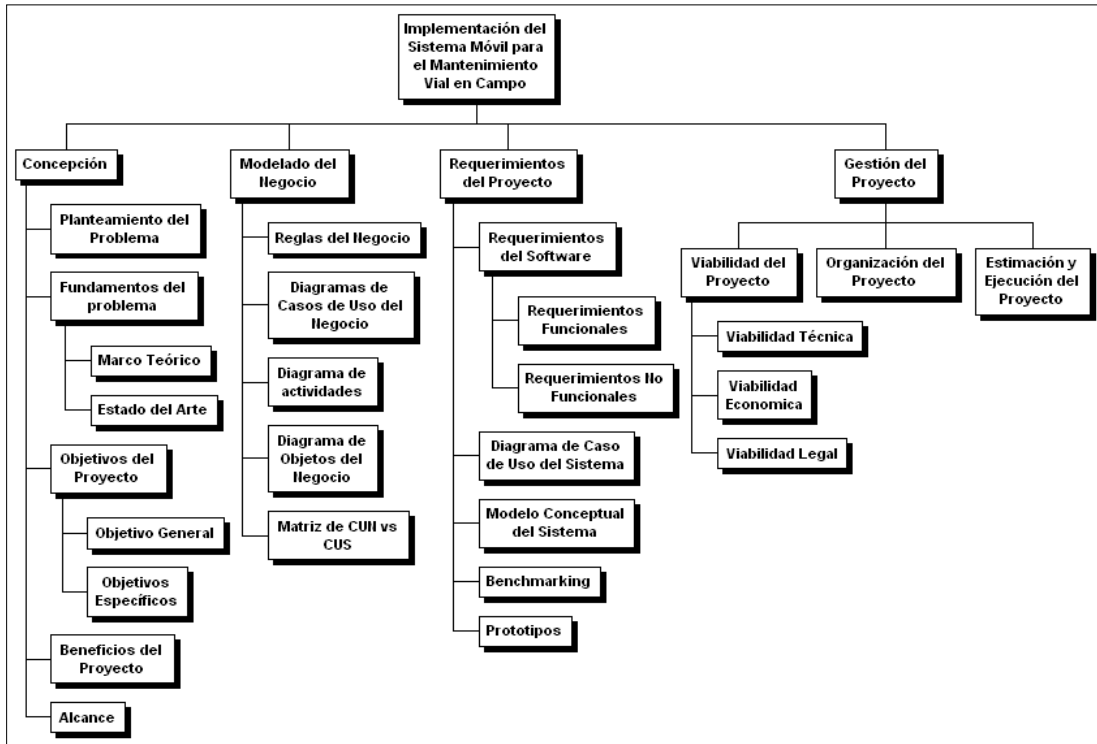 Implementación del
Sistema Móvil para
el Mantenimiento
Vial en Campo
Concepción
Planteamiento del
Problema
Fundamentos del
problema
Marco Teórico
Estado del Arte
Objetivos del
Proyecto
Objetivo General
Objetivos
Específicos
Beneficios del
Proyecto
Alcance
Modelado del
Negocio
Reglas del Negocio
Diagramas de
Casos de Uso del
Negocio
Diagrama de
actividades
Diagrama de
Objetos del
Negocio
Matriz de CUN vs
CUS
Requerimientos
del Proyecto
Requerimientos
del Software
Requerimientos
Funcionales
Requerimientos No
Funcionales
Diagrama de Caso
de Uso del Sistema
Modelo Conceptual
del Sistema
Benchmarking
Prototipos
Gestión del
Proyecto
Viabilidad del
Proyecto
Viabilidad Técnica
Viabilidad
Economica
Viabilidad Legal
Organización del
Proyecto
Estimación y
Ejecución del
Proyecto